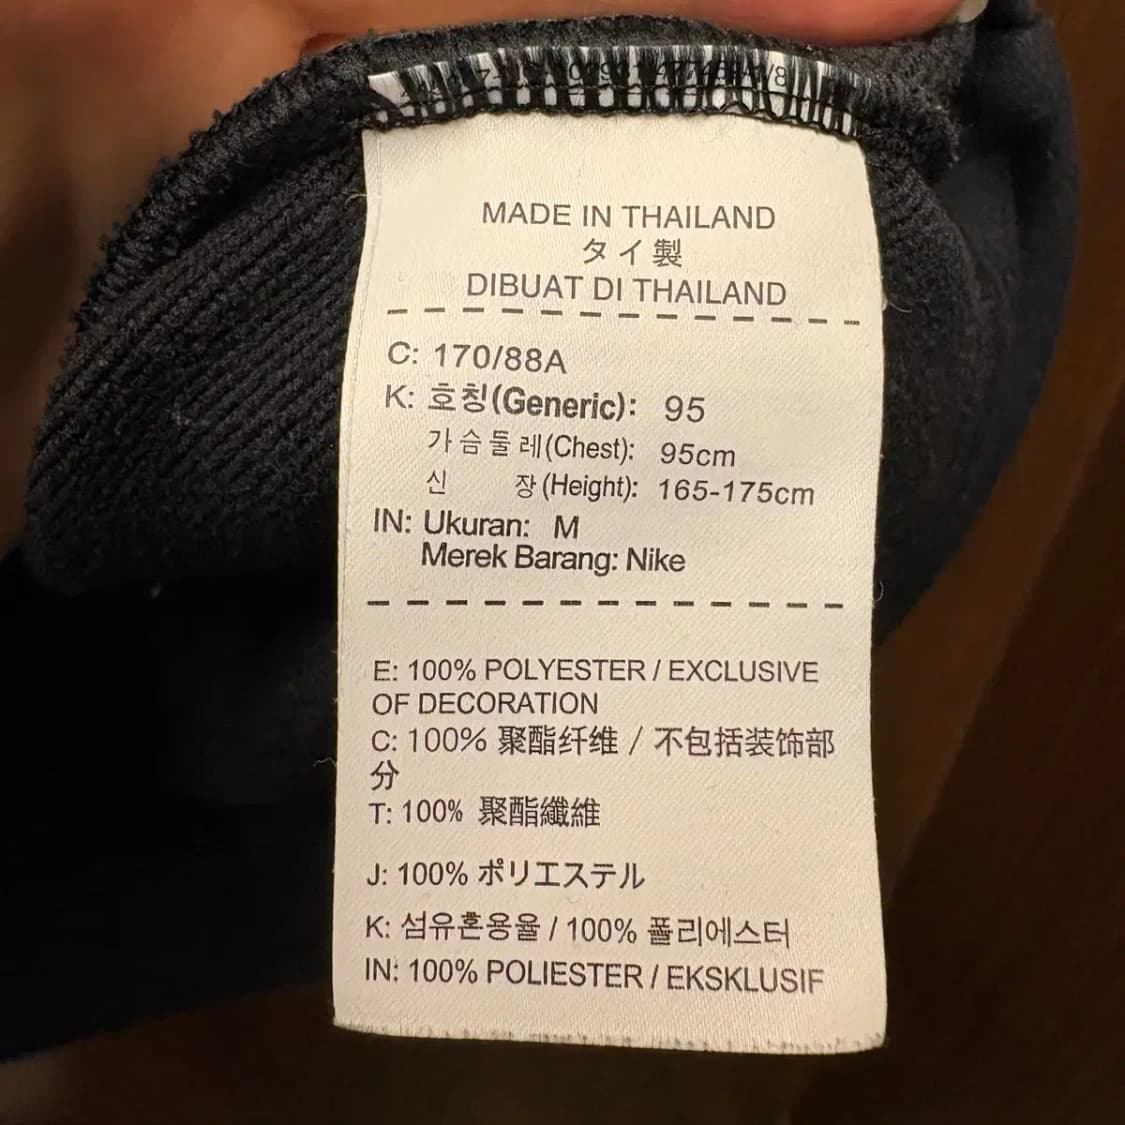 MADE IN THAILAND
タイ製
DIBUAT DI THAILAND
C: 170/88A
K: 호칭(Generic): 95
가슴둘레(Chest): 95cm
신 장(Height): 165-175cm
IN: Ukuran: M
Merek Barang: Nike
E: 100% POLYESTER / EXCLUSIVE
OF DECORATION
C: 100% 聚酯纤维 / 不包括装饰部
分
T: 100% 聚酯纖維
J: 100% ポリエステル
K: 섬유혼용율 / 100% 폴리에스터
IN: 100% POLIESTER / EKSKLUSIF